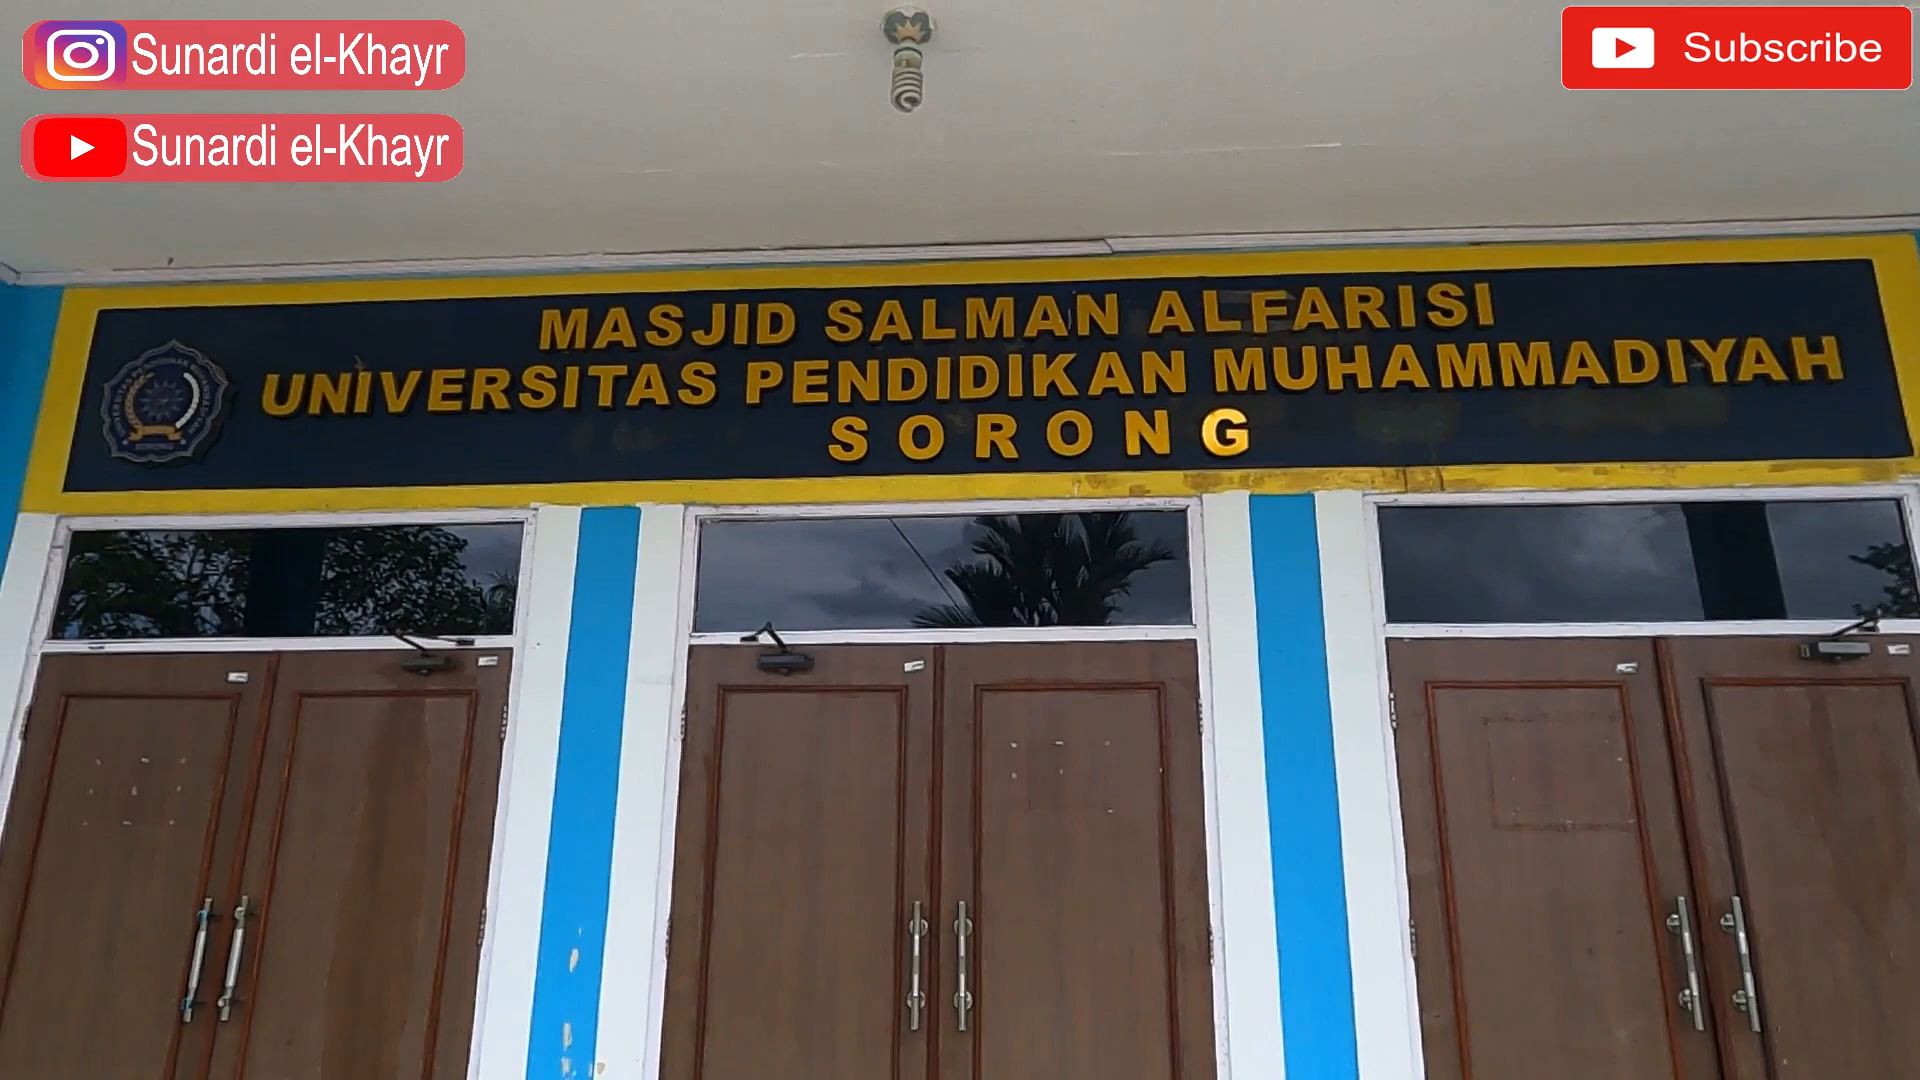 Sunardi el-Khayr
Subscribe
Sunardi el-Khayr
MASJID SALMAN ALFARISI
UNIVERSITAS PENDIDIKAN MUHAMMADIYAH
SORONG